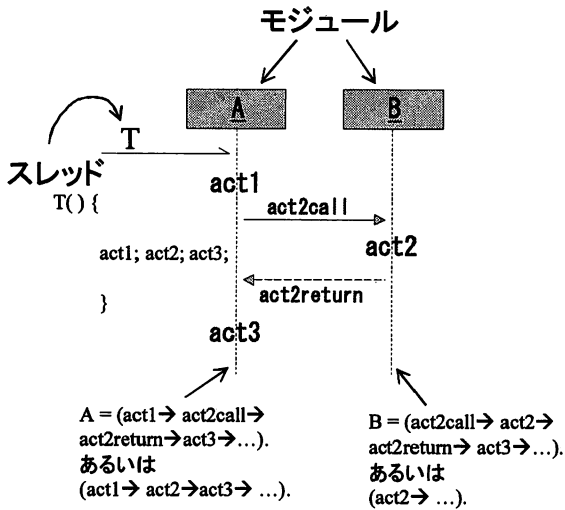 モジュール
A
B
T
スレッド
T( ) {
act1
act2call
act2
act1; act2; act3;
act2return
}
act3
A = (act1→ act2call→
act2return→act3→…).
あるいは
(act1→ act2→act3→ …).
B = (act2call→ act2→
act2return→ act3→…).
あるいは
(act2→ …).